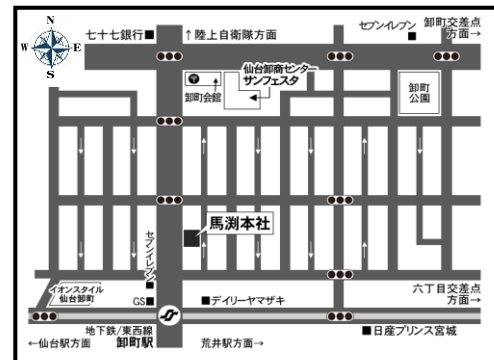 N
W E
S
七十七銀行■
↑陸上自衛隊方面
セブンイレブン
■
卸町交差点
方面→
仙台卸商センター
サンフェスタ
卸町会館
卸町
公園
馬渕本社
セブンイレブン
■
イオンスタイル
仙台卸町
GS■
■デイリーヤマザキ
六丁目交差点
方面→
地下鉄/東西線
←仙台駅方面
卸町駅
荒井駅方面→
■日産プリンス宮城